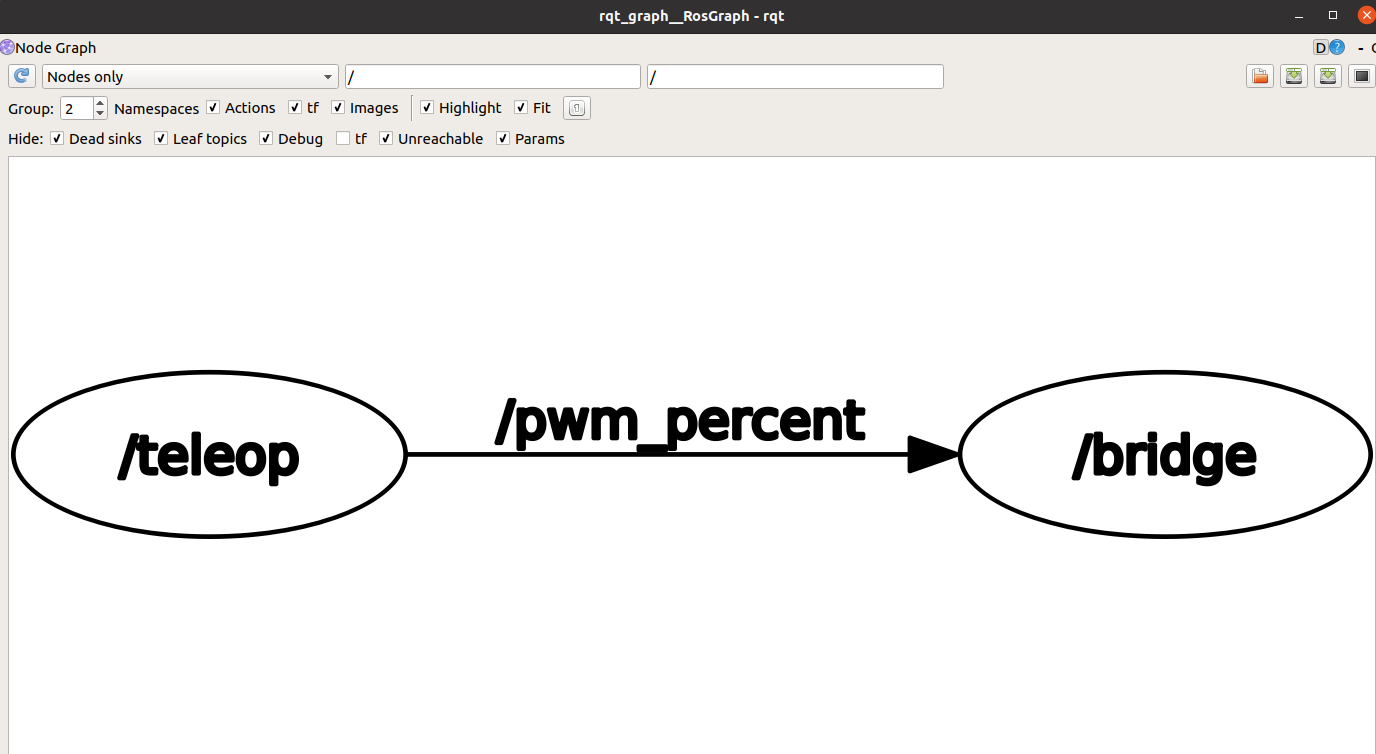 rqt_graph__RosGraph - rqt
Node Graph D ? -
Nodes only / /
Group: 2 Namespaces Actions tf Images Highlight Fit
Hide: Dead sinks Leaf topics Debug tf Unreachable Params
/pwm_percent
/teleop /bridge